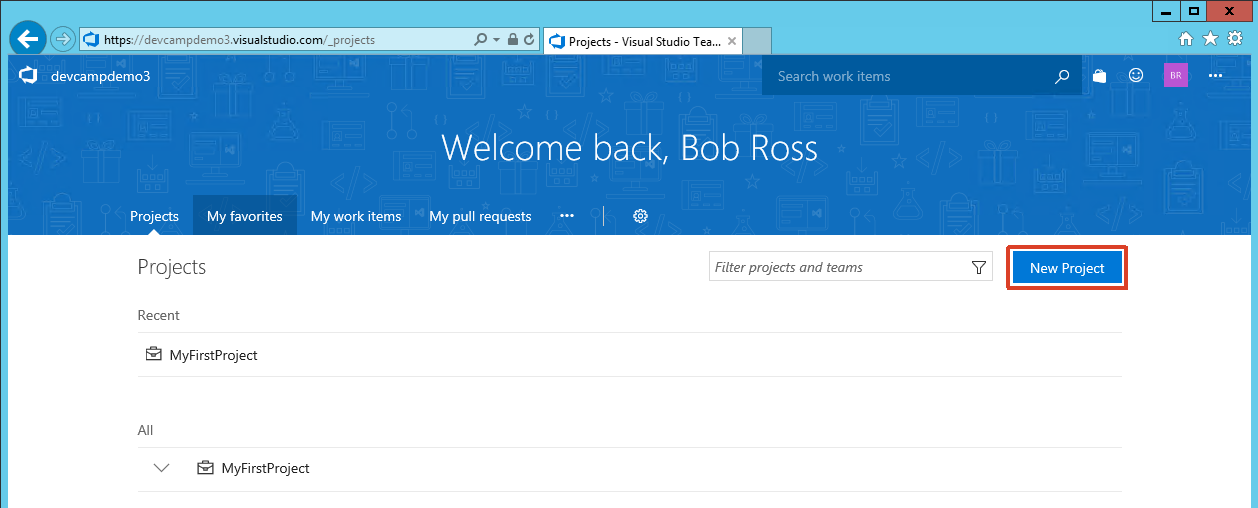 https://devcampdemo3.visualstudio.com/_projects
Projects - Visual Studio Tea...
devcampdemo3
Search work items
BR
Welcome back, Bob Ross
Projects My favorites My work items My pull requests
Projects
Filter projects and teams
New Project
Recent
MyFirstProject
All
MyFirstProject